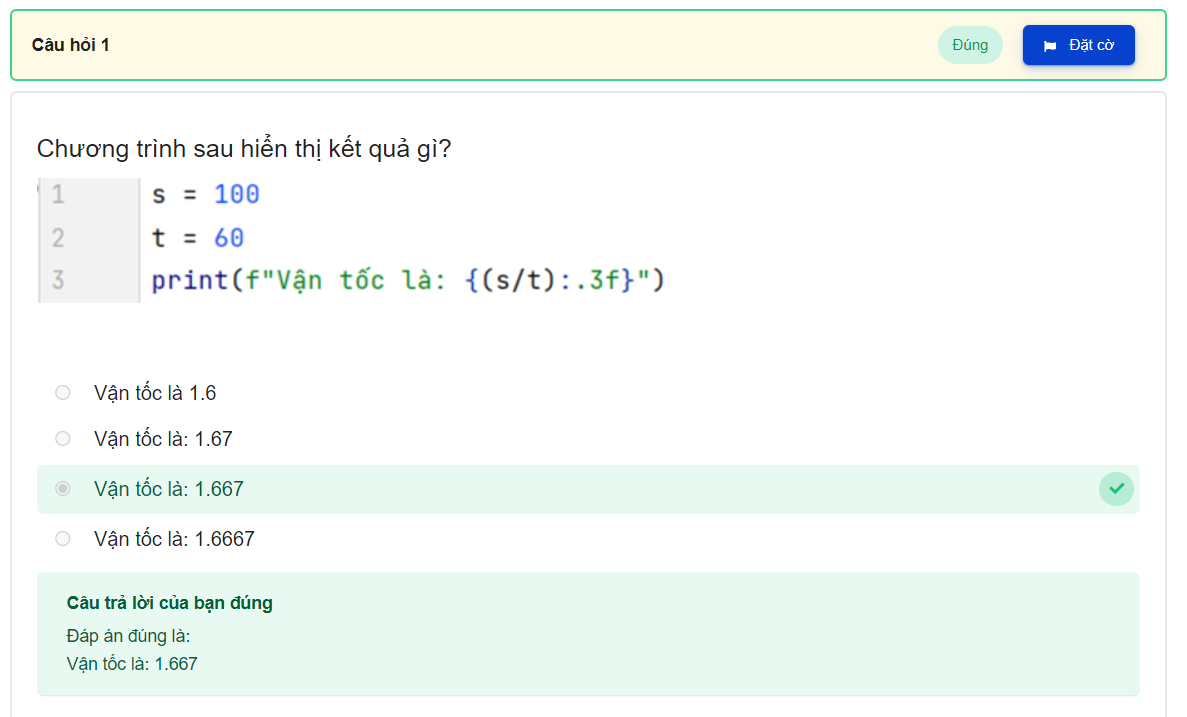 Câu hỏi 1
Đúng
Đặt cờ
Chương trình sau hiển thị kết quả gì?
1 s = 100
2 t = 60
3 print(f"Vận tốc là: {(s/t):.3f}")
Vận tốc là 1.6
Vận tốc là: 1.67
Vận tốc là: 1.667
Vận tốc là: 1.6667
Câu trả lời của bạn đúng
Đáp án đúng là:
Vận tốc là: 1.667